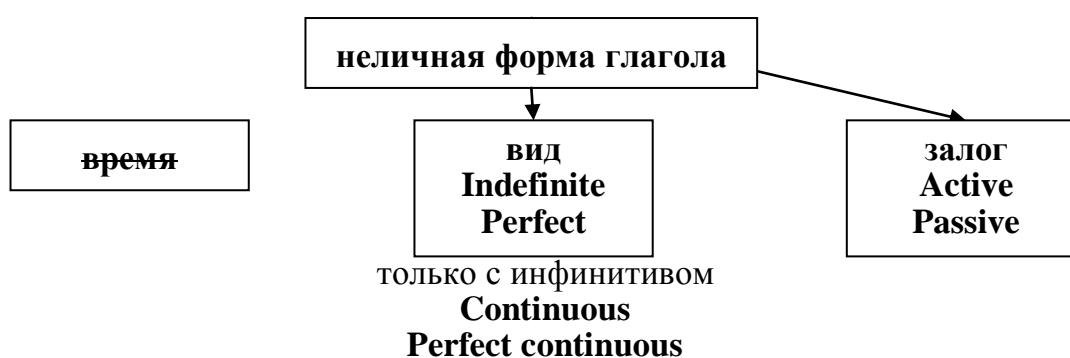 неличная форма глагола
время
вид
Indefinite
Perfect
залог
Active
Passive
только с инфинитивом
Continuous
Perfect continuous